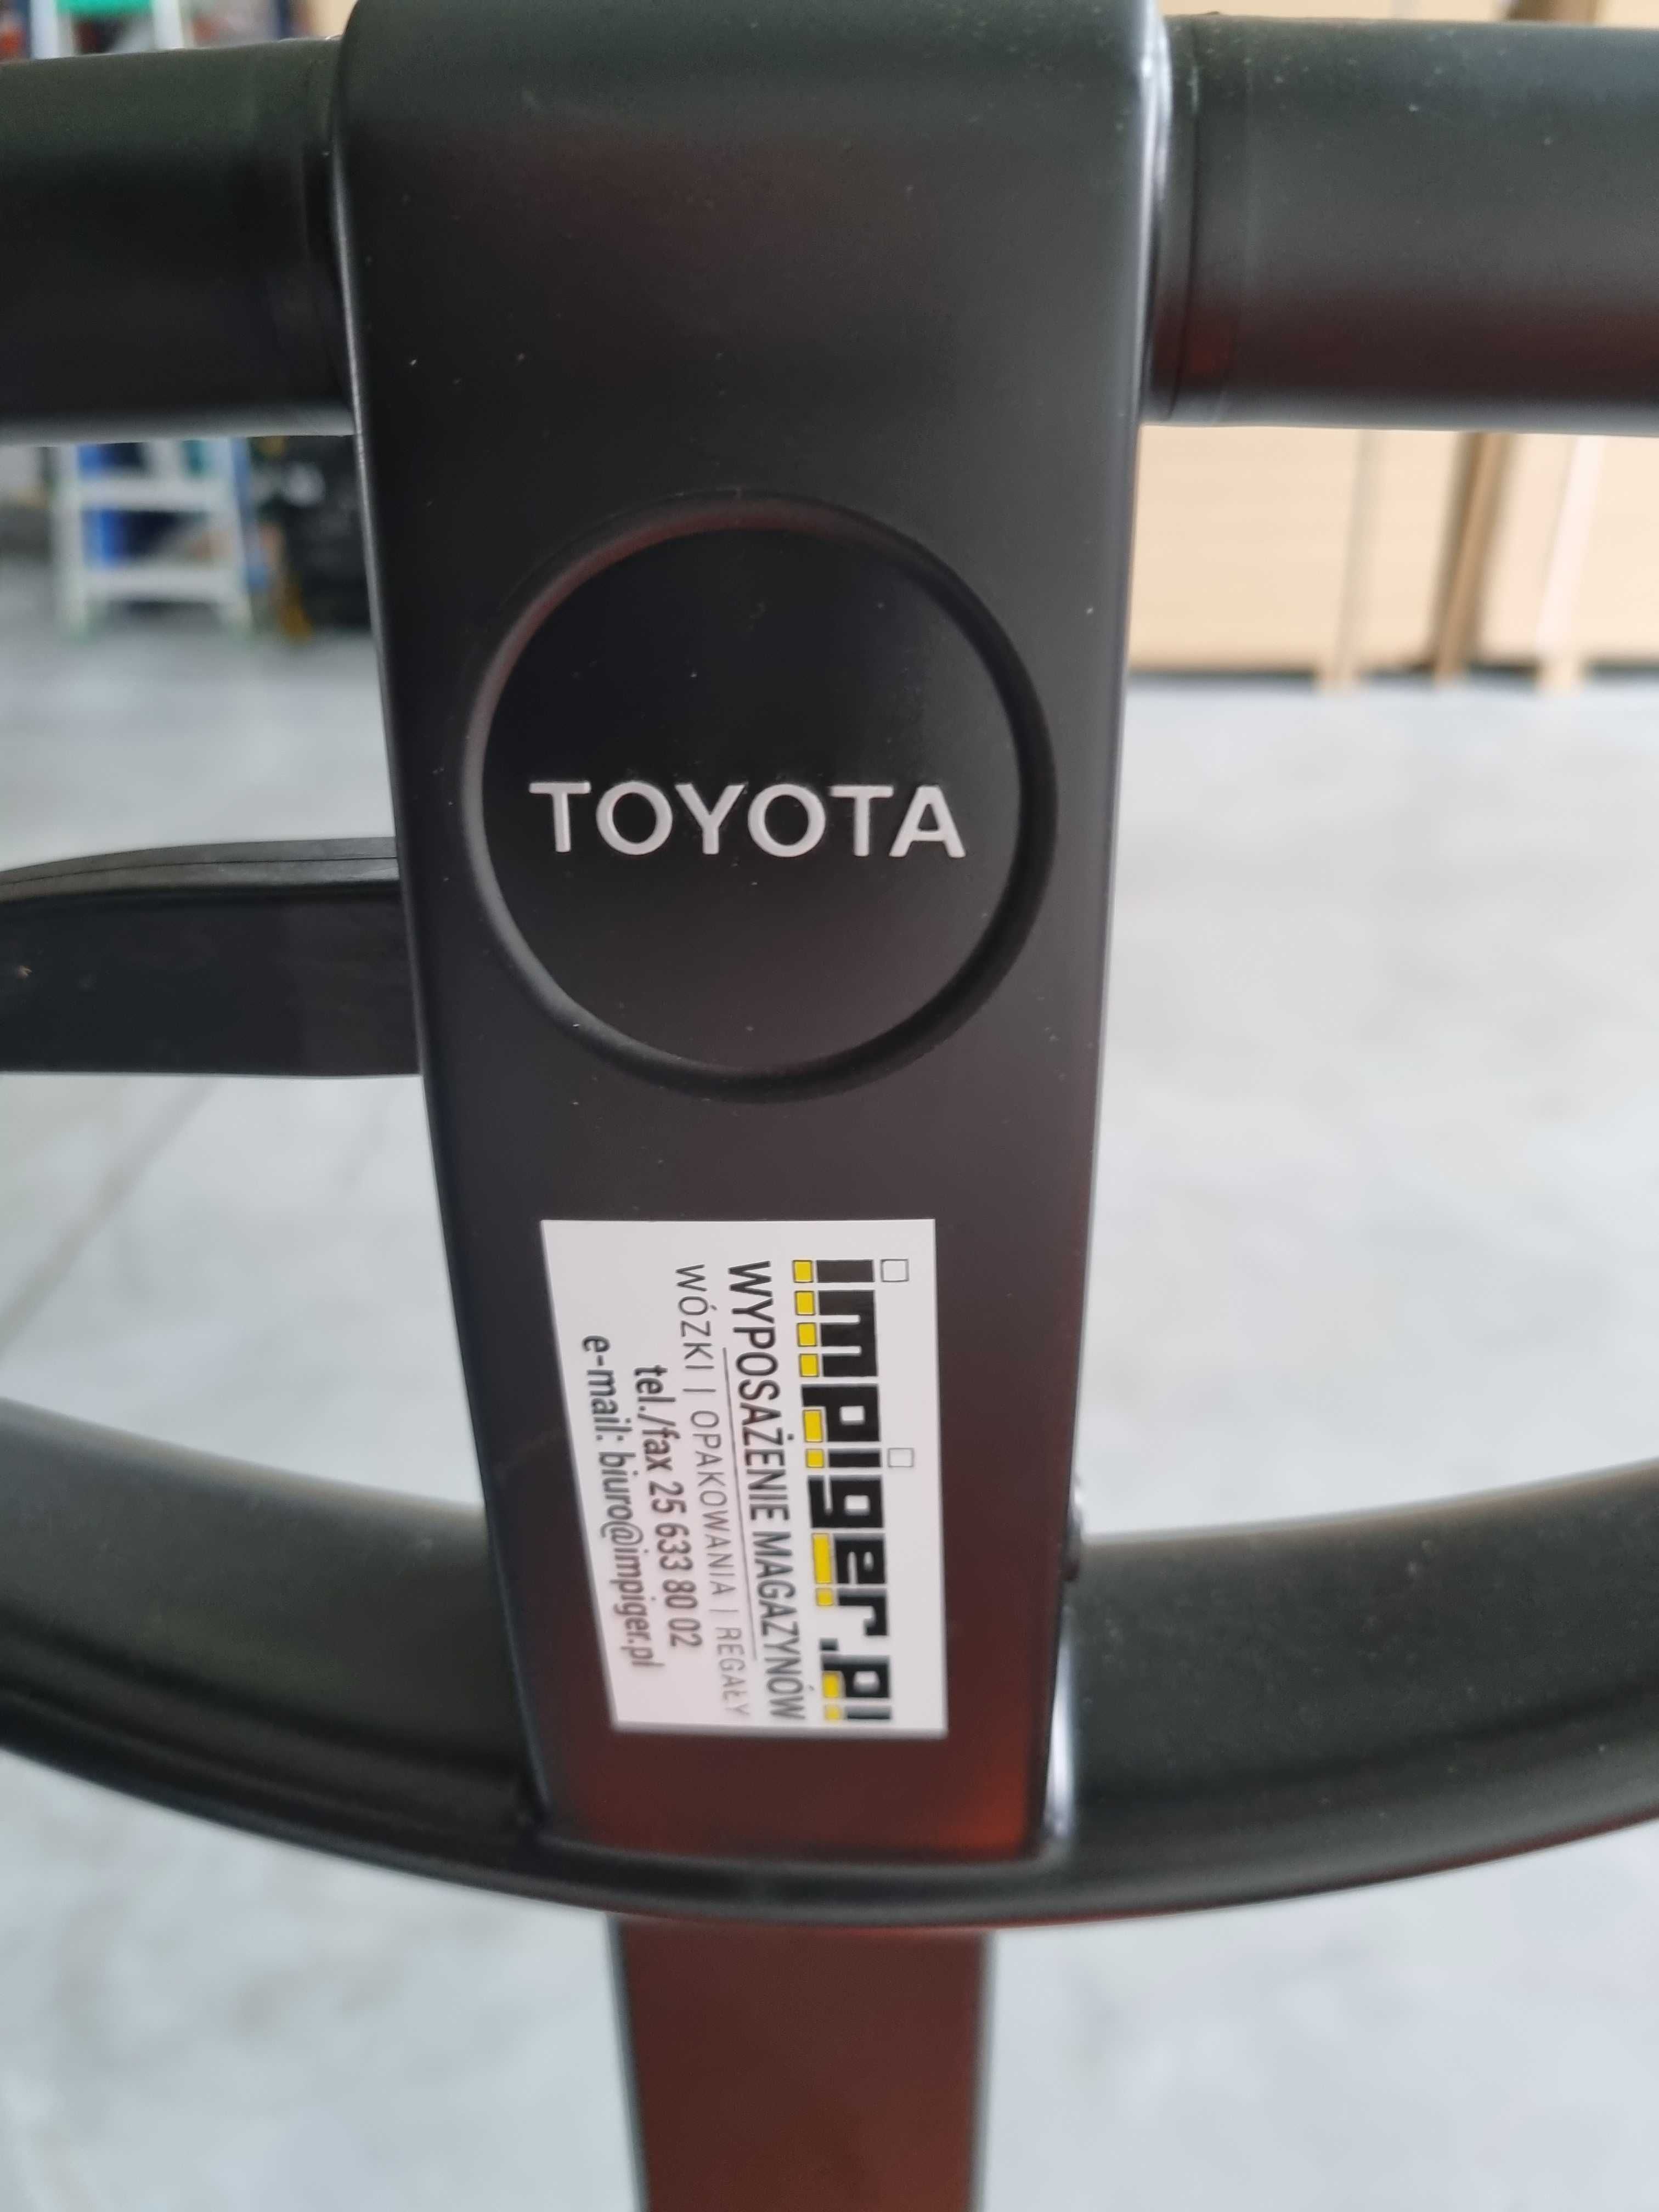 TOYOTA
impiger.pl
WYPOSAŻENIE MAGAZYNÓW
WÓZKI | OPAKOWANIA | REGAŁY
tel./fax 25 633 80 02
e-mail: biuro@impiger.pl